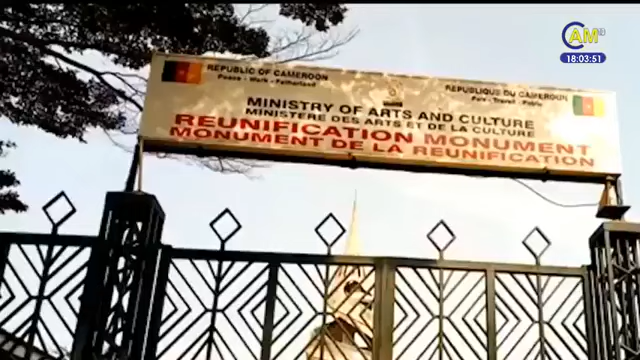 CAM
18:03:51
REPUBLIC OF CAMEROON
Peace - Work - Fatherland
REPUBLIQUE DU CAMEROUN
Paix - Travail - Patrie
MINISTRY OF ARTS AND CULTURE
MINISTERE DES ARTS ET DE LA CULTURE
REUNIFICATION MONUMENT
MONUMENT DE LA REUNIFICATION